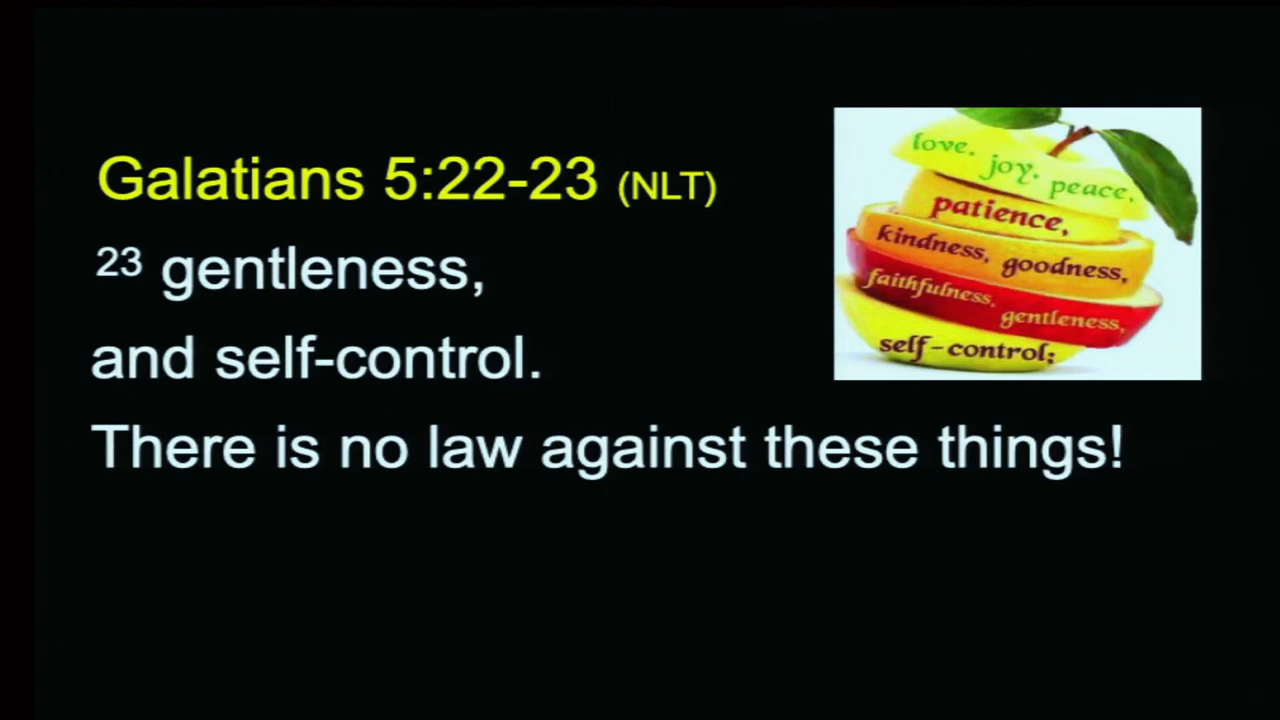 Galatians 5:22-23 (NLT)
23 gentleness,
and self-control.
There is no law against these things!
love, joy, peace,
patience,
kindness, goodness,
faithfulness, gentleness,
self-control;